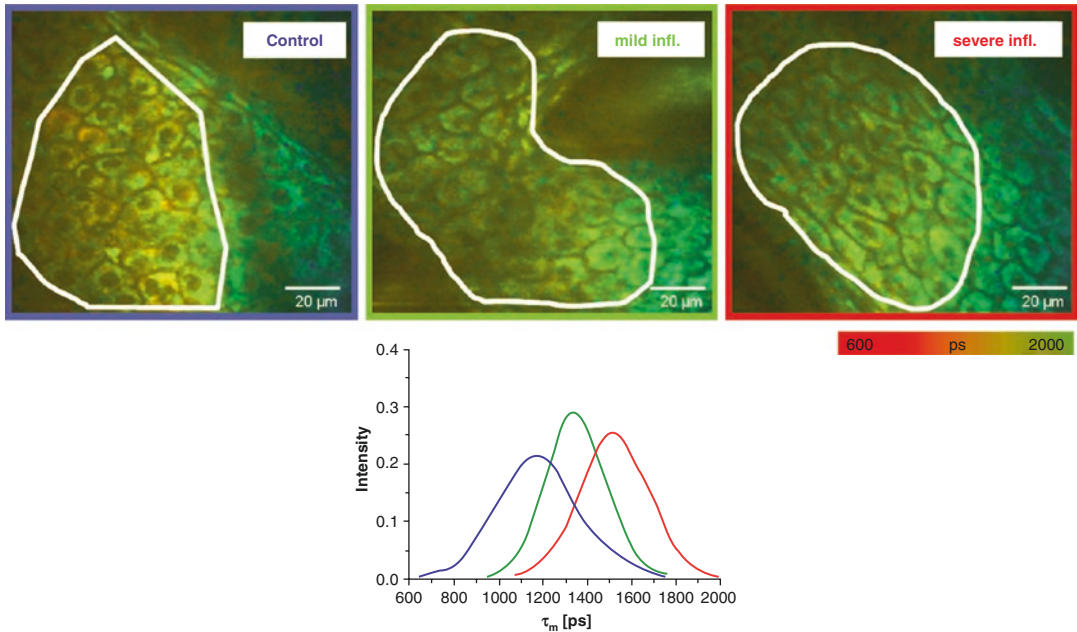 Control
mild infl.
severe infl.
20 µm
20 µm
20 µm
600 ps 2000
0.4
0.3
0.2
0.1
0.0
Intensity
600 800 1000 1200 1400 1600 1800 2000
τm [ps]